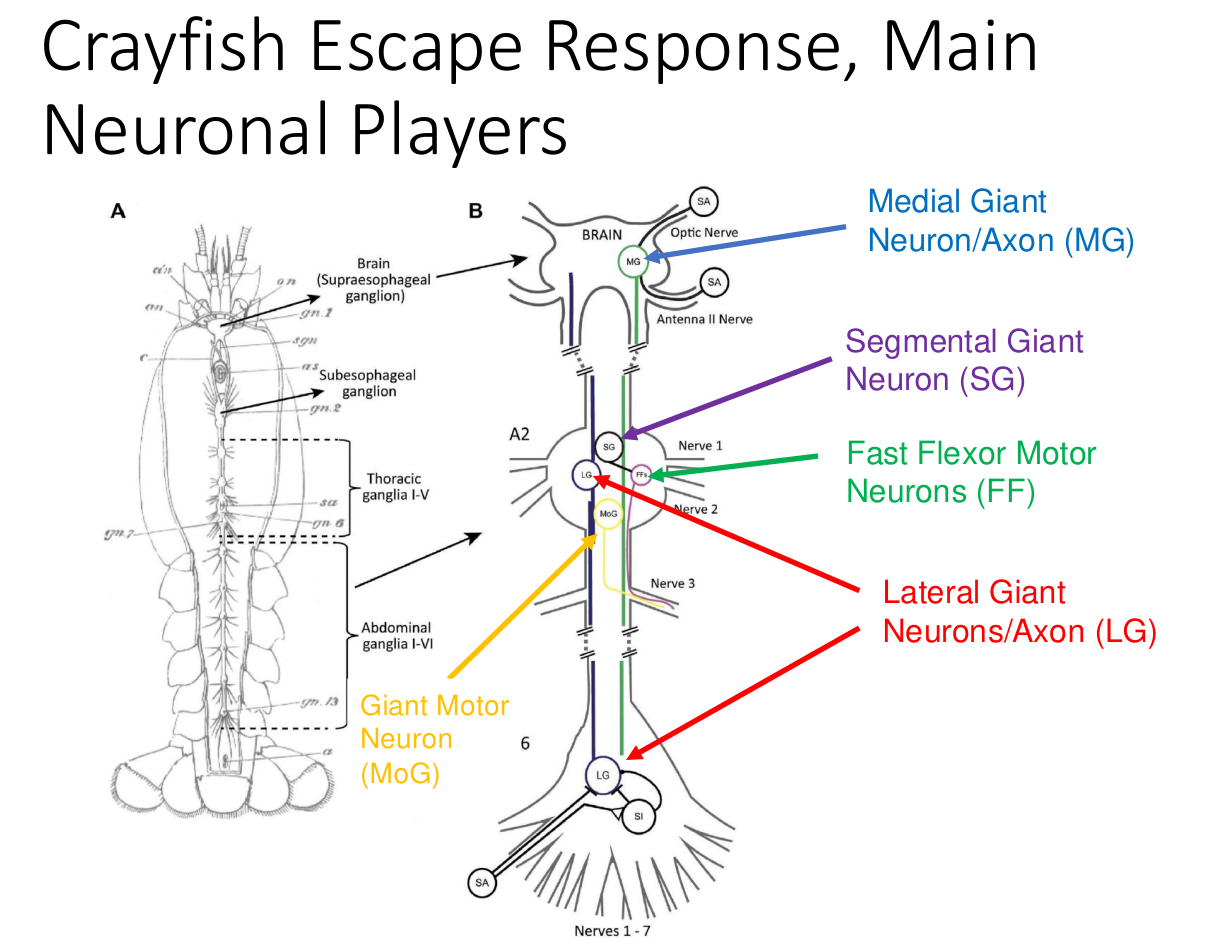 Crayfish Escape Response, Main
Neuronal Players
A
B
an
an
c
on
gn.1
sgn
as
gn.2
sa
gn.6
gn.7
gn.13
a
Brain
(Supraesophageal
ganglion)
Subesophageal
ganglion
Thoracic
ganglia I-V
Abdominal
ganglia I-VI
BRAIN
SA
Optic Nerve
MG
SA
Antenna II Nerve
A2
SG
Nerve 1
LG
FFs
MoG
Nerve 2
Nerve 3
6
LG
SI
SA
Nerves 1 - 7
Medial Giant
Neuron/Axon (MG)
Segmental Giant
Neuron (SG)
Fast Flexor Motor
Neurons (FF)
Lateral Giant
Neurons/Axon (LG)
Giant Motor
Neuron
(MoG)